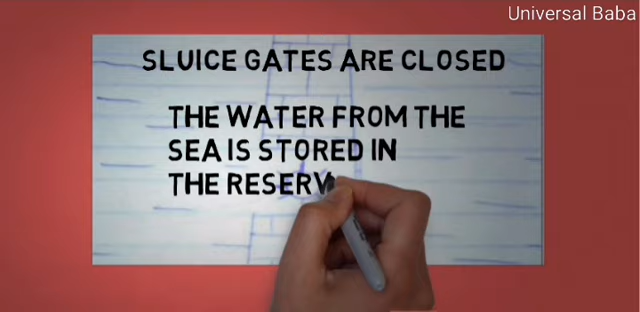 Universal Baba
SLUICE GATES ARE CLOSED
THE WATER FROM THE
SEA IS STORED IN
THE RESERV